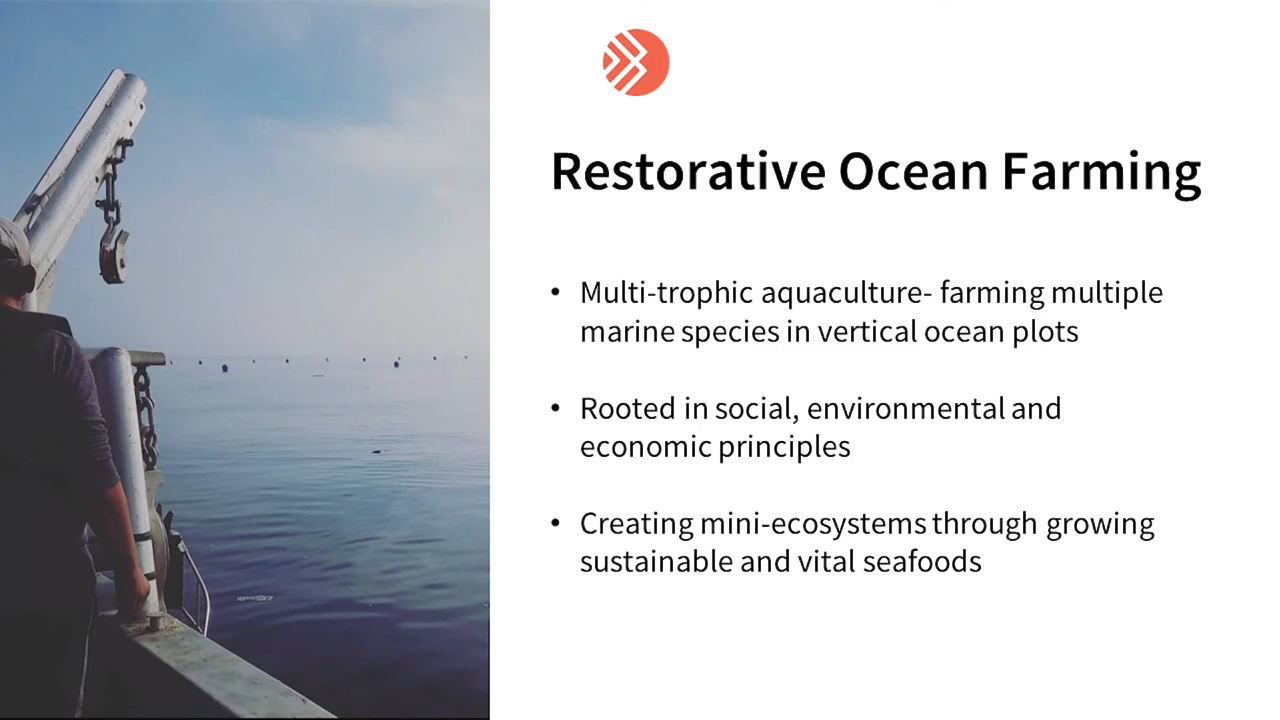 Restorative Ocean Farming
• Multi-trophic aquaculture- farming multiple
marine species in vertical ocean plots
• Rooted in social, environmental and
economic principles
• Creating mini-ecosystems through growing
sustainable and vital seafoods